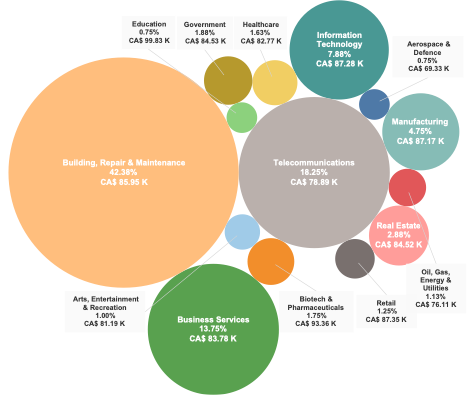 Education
0.75%
CA$ 99.83 K
Government
1.88%
CA$ 84.53 K
Healthcare
1.63%
CA$ 82.77 K
Information
Technology
7.88%
CA$ 87.28 K
Aerospace &
Defence
0.75%
CA$ 69.33 K
Manufacturing
4.75%
CA$ 87.17 K
Building, Repair & Maintenance
42.38%
CA$ 85.95 K
Telecommunications
18.25%
CA$ 78.89 K
Real Estate
2.88%
CA$ 84.52 K
Oil, Gas,
Energy &
Utilities
1.13%
CA$ 76.11 K
Arts, Entertainment
& Recreation
1.00%
CA$ 81.19 K
Business Services
13.75%
CA$ 83.78 K
Biotech &
Pharmaceuticals
1.75%
CA$ 93.36 K
Retail
1.25%
CA$ 87.35 K